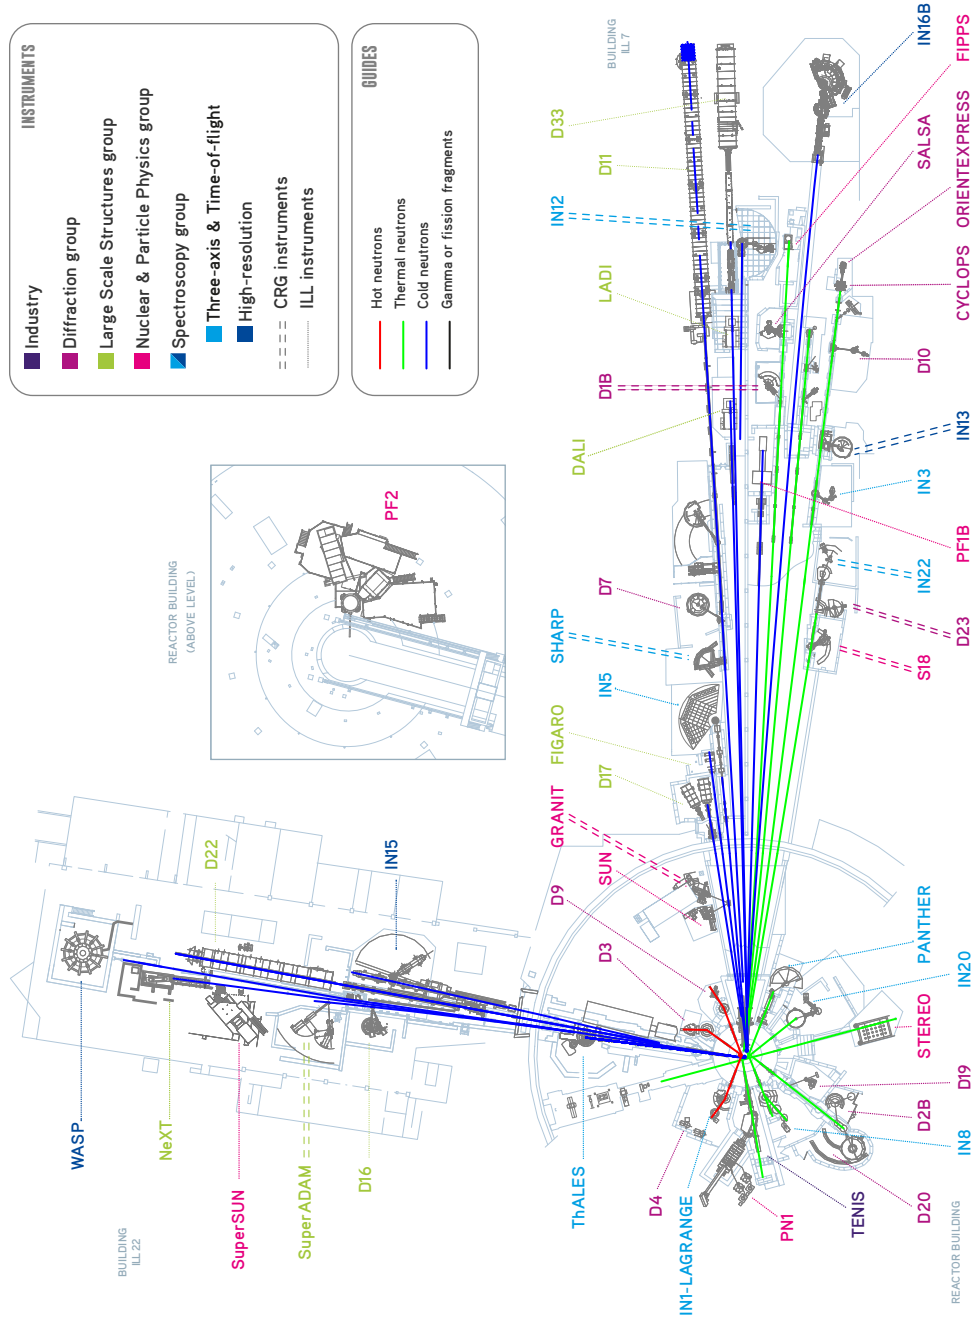 INSTRUMENTS
Industry
Diffraction group
Large Scale Structures group
Nuclear & Particle Physics group
Spectroscopy group
Three-axis & Time-of-flight
High-resolution
CRG instruments
ILL instruments
GUIDES
Hot neutrons
Thermal neutrons
Cold neutrons
Gamma or fission fragments
REACTOR BUILDING
(ABOVE LEVEL)
PF2
BUILDING
ILL 22
WASP
NeXT
SuperSUN
SuperADAM
D16
D22
IN15
ThALES
D4
IN1-LAGRANGE
PN1
TENIS
D20
IN8
D2B
D19
STEREO
IN20
PANTHER
D3
D9
SUN
GRANIT
D17
FIGARO
IN5
SHARP
D7
DALI
D1B
LADI
IN12
D11
D33
BUILDING
ILL 7
S18
D23
IN22
PF1B
IN3
IN13
D10
CYCLOPS
ORIENTEXPRESS
SALSA
FIPPS
IN16B
REACTOR BUILDING